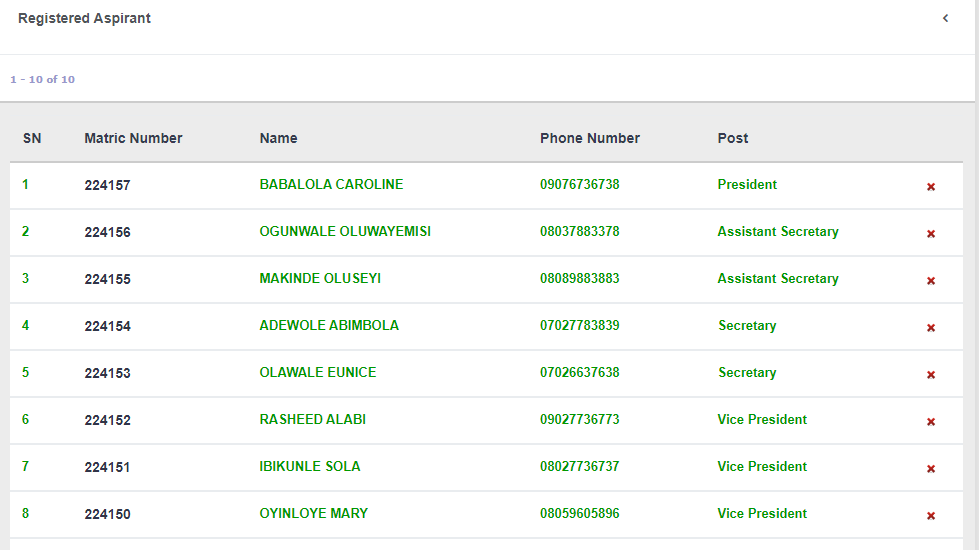 Registered Aspirant
1 - 10 of 10
SN Matric Number Name Phone Number Post
1 224157 BABALOLA CAROLINE 09076736738 President
2 224156 OGUNWALE OLUWAYEMISI 08037883378 Assistant Secretary
3 224155 MAKINDE OLUSEYI 08089883883 Assistant Secretary
4 224154 ADEWOLE ABIMBOLA 07027783839 Secretary
5 224153 OLAWALE EUNICE 07026637638 Secretary
6 224152 RASHEED ALABI 09027736773 Vice President
7 224151 IBIKUNLE SOLA 08027736737 Vice President
8 224150 OYINLOYE MARY 08059605896 Vice President